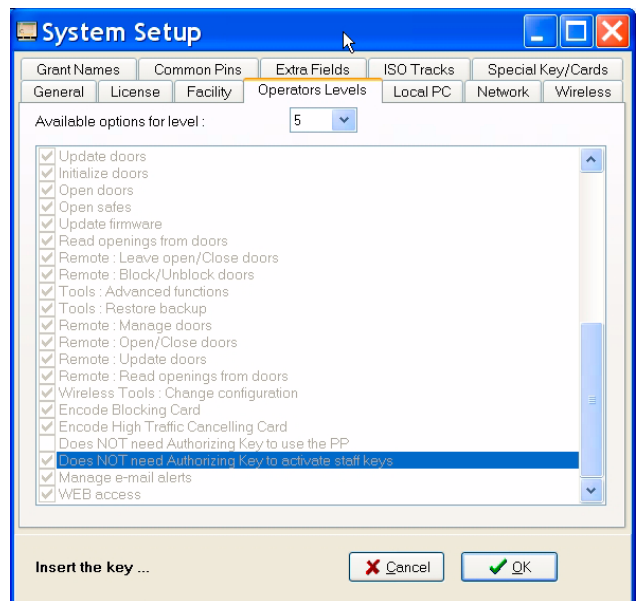 System Setup
Grant Names Common Pins Extra Fields ISO Tracks Special Key/Cards
General License Facility Operators Levels Local PC Network Wireless
Available options for level : 5
Update doors
Initialize doors
Open doors
Open safes
Update firmware
Read openings from doors
Remote : Leave open/Close doors
Remote : Block/Unblock doors
Tools : Advanced functions
Tools : Restore backup
Remote : Manage doors
Remote : Open/Close doors
Remote : Update doors
Remote : Read openings from doors
Wireless Tools : Change configuration
Encode Blocking Card
Encode High Traffic Cancelling Card
Does NOT need Authorizing Key to use the PP
Does NOT need Authorizing Key to activate staff keys
Manage e-mail alerts
WEB access
Insert the key ... Cancel OK